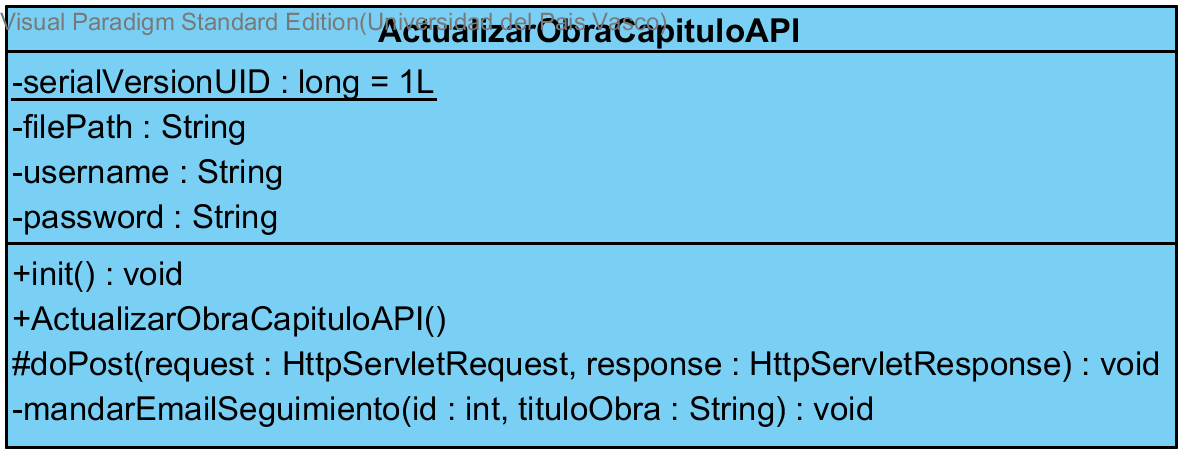 Visual Paradigm Standard Edition(Universidad del Pais Vasco)
ActualizarObraCapituloAPI
-serialVersionUID : long = 1L
-filePath : String
-username : String
-password : String
+init() : void
+ActualizarObraCapituloAPI()
#doPost(request : HttpServletRequest, response : HttpServletResponse) : void
-mandarEmailSeguimiento(id : int, tituloObra : String) : void